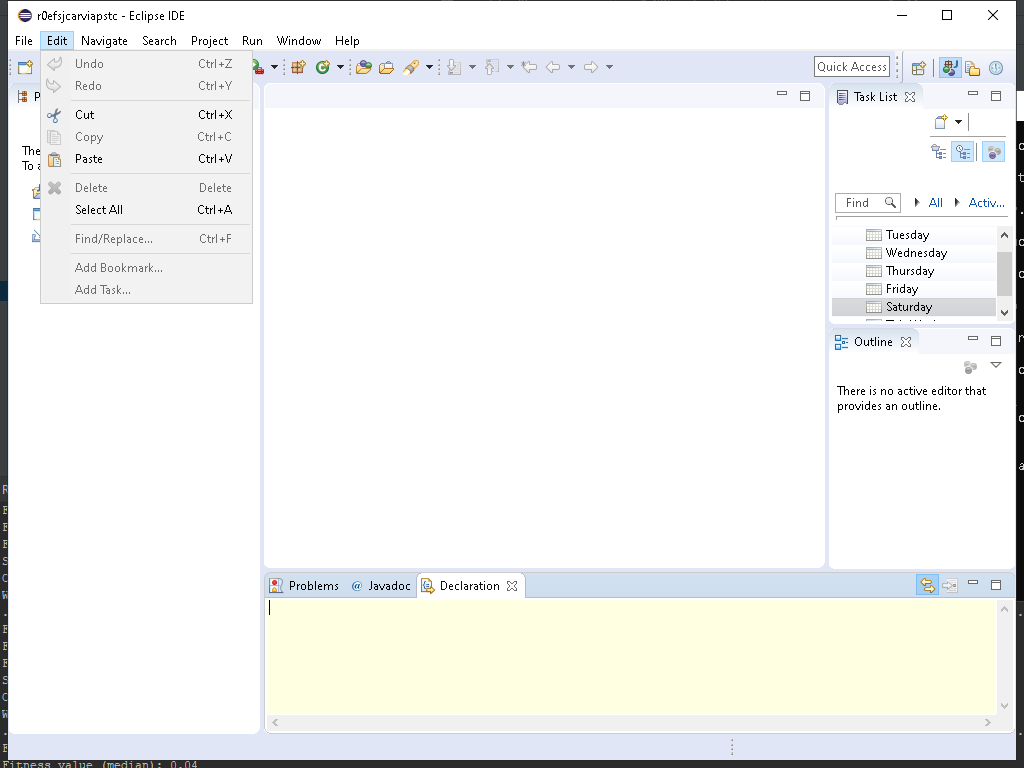 r0efsjcarviapstc - Eclipse IDE
File Edit Navigate Search Project Run Window Help
Undo Ctrl+Z
Redo Ctrl+Y
Cut Ctrl+X
Copy Ctrl+C
Paste Ctrl+V
Delete Delete
Select All Ctrl+A
Find/Replace... Ctrl+F
Add Bookmark...
Add Task...
Quick Access
P
The
To a
Task List
Find All Activ...
Tuesday
Wednesday
Thursday
Friday
Saturday
Outline
There is no active editor that
provides an outline.
Problems @ Javadoc Declaration
Fitness value (median): 0.04